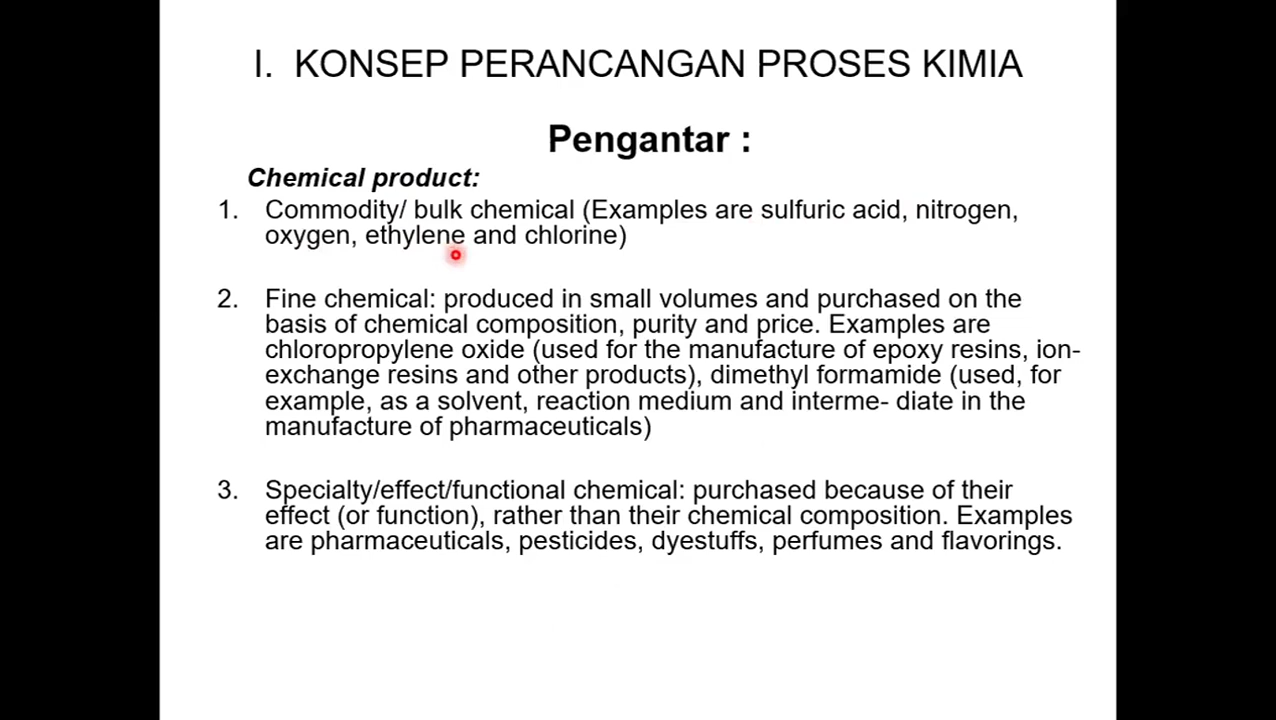 I. KONSEP PERANCANGAN PROSES KIMIA
Pengantar :
Chemical product:
1. Commodity/ bulk chemical (Examples are sulfuric acid, nitrogen,
oxygen, ethylene and chlorine)
2. Fine chemical: produced in small volumes and purchased on the
basis of chemical composition, purity and price. Examples are
chloropropylene oxide (used for the manufacture of epoxy resins, ion-
exchange resins and other products), dimethyl formamide (used, for
example, as a solvent, reaction medium and interme- diate in the
manufacture of pharmaceuticals)
3. Specialty/effect/functional chemical: purchased because of their
effect (or function), rather than their chemical composition. Examples
are pharmaceuticals, pesticides, dyestuffs, perfumes and flavorings.